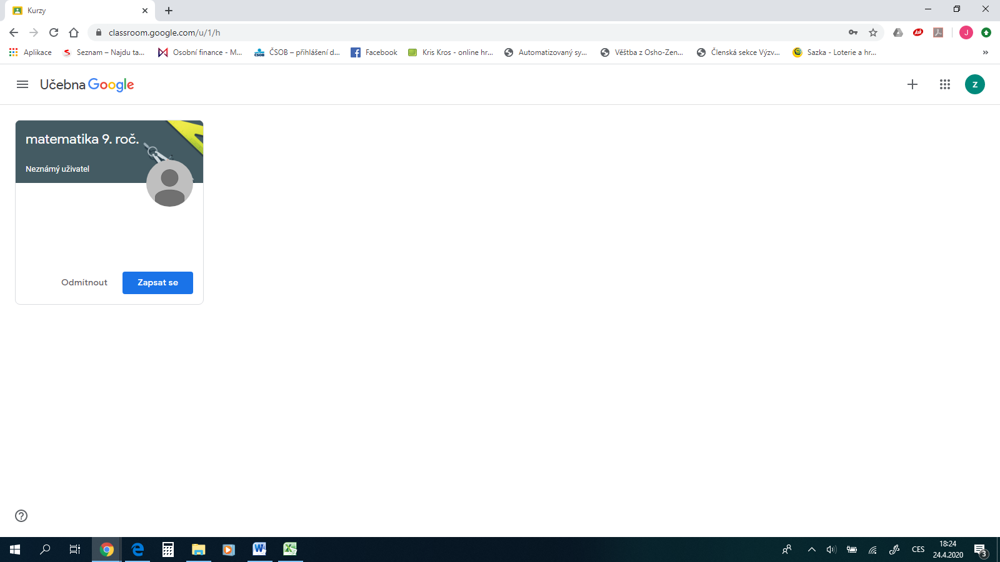 Kurzy
classroom.google.com/u/1/h
Aplikace
Seznam – Najdu ta...
Osobní finance - M...
ČSOB – přihlášení d...
Facebook
Kris Kros - online hr...
Automatizovaný sy...
Věštba z Osho-Zen...
Členská sekce Výzv...
Sazka - Loterie a hr...
»
J
Učebna Google
Z
matematika 9. roč.
Neznámý uživatel
Odmítnout
Zapsat se
CES
18:24
24.4.2020
3